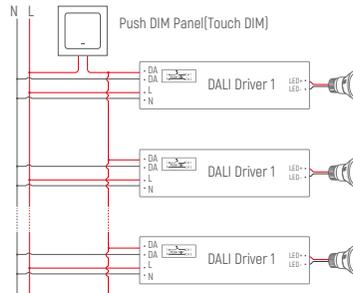 N L
Push DIM Panel(Touch DIM)
DA
DA
L
N
DALI Driver 1
LED+
LED-
DA
DA
L
N
DALI Driver 1
LED+
LED-
DA
DA
L
N
DALI Driver 1
LED+
LED-